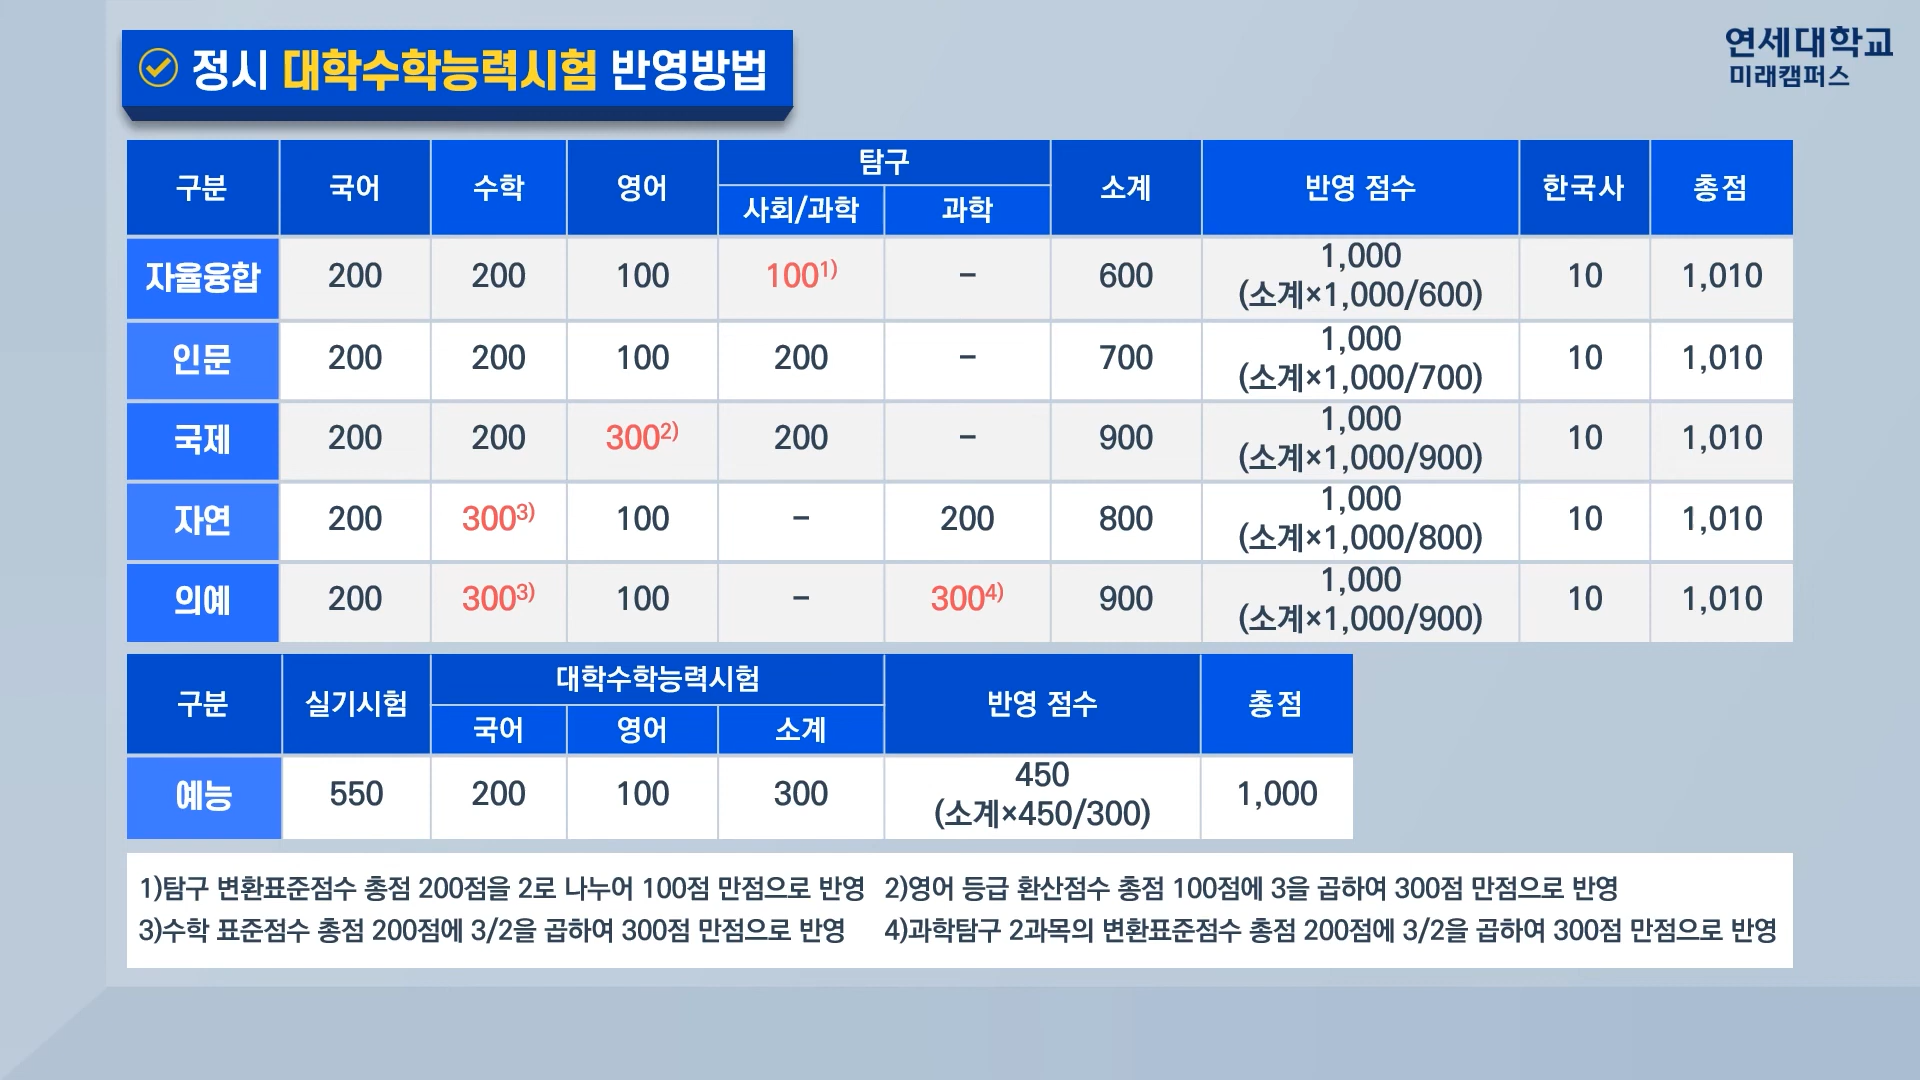 정시 대학수학능력시험 반영방법
연세대학교
미래캠퍼스
구분 국어 수학 영어 탐구 소계 반영 점수 한국사 총점
사회/과학 과학
자율융합 200 200 100 100¹⁾ – 600 1,000 (소계×1,000/600) 10 1,010
인문 200 200 100 200 – 700 1,000 (소계×1,000/700) 10 1,010
국제 200 200 300²⁾ 200 – 900 1,000 (소계×1,000/900) 10 1,010
자연 200 300³⁾ 100 – 200 800 1,000 (소계×1,000/800) 10 1,010
의예 200 300³⁾ 100 – 300⁴⁾ 900 1,000 (소계×1,000/900) 10 1,010
구분 실기시험 대학수학능력시험 반영 점수 총점
국어 영어 소계
예능 550 200 100 300 450 (소계×450/300) 1,000
1)탐구 변환표준점수 총점 200점을 2로 나누어 100점 만점으로 반영 2)영어 등급 환산점수 총점 100점에 3을 곱하여 300점 만점으로 반영
3)수학 표준점수 총점 200점에 3/2을 곱하여 300점 만점으로 반영 4)과학탐구 2과목의 변환표준점수 총점 200점에 3/2을 곱하여 300점 만점으로 반영